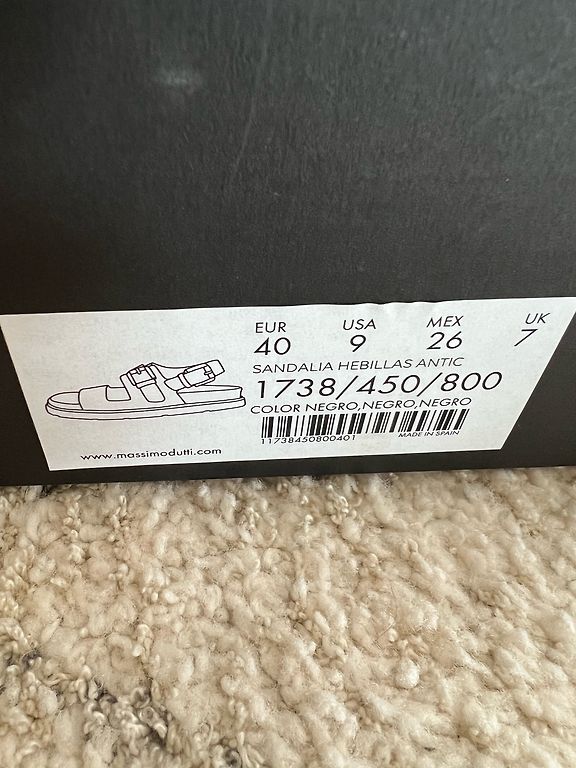 EUR USA MEX UK
40 9 26 7
SANDALIA HEBILLAS ANTIC
1738/450/800
COLOR NEGRO,NEGRO,NEGRO
11738450800401 MADE IN SPAIN
www.massimodutti.com